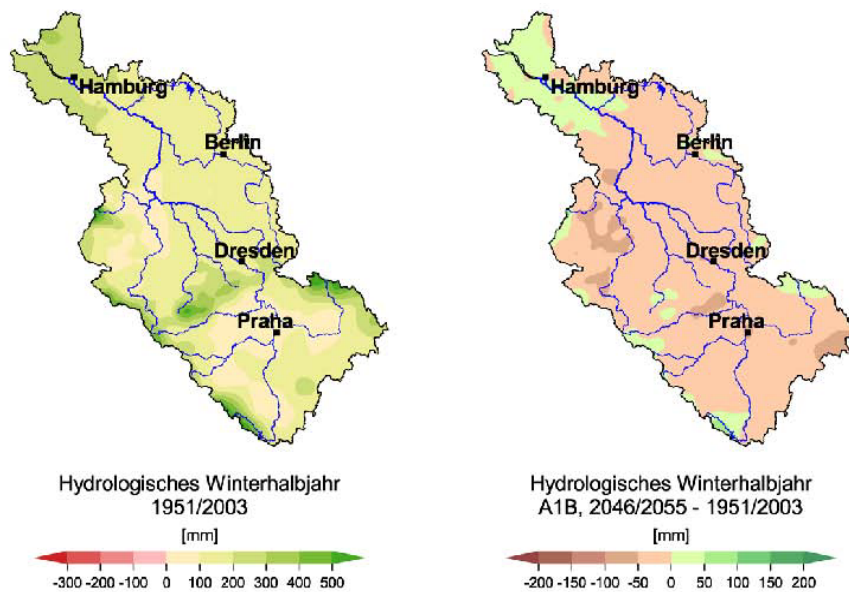 Hamburg
Berlin
Dresden
Praha
Hydrologisches Winterhalbjahr
1951/2003
[mm]
-300 -200 -100 0 100 200 300 400 500
Hamburg
Berlin
Dresden
Praha
Hydrologisches Winterhalbjahr
A1B, 2046/2055 - 1951/2003
[mm]
-200 -150 -100 -50 0 50 100 150 200